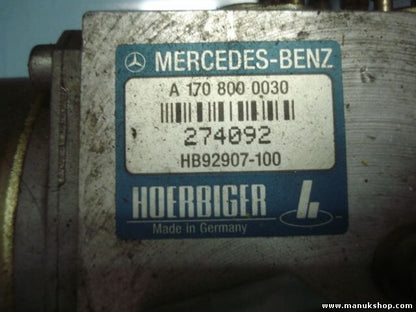 MERCEDES-BENZ
A 170 800 0030
274092
HB92907-100
HOERBIGER
Made in Germany
www.manukshop.com